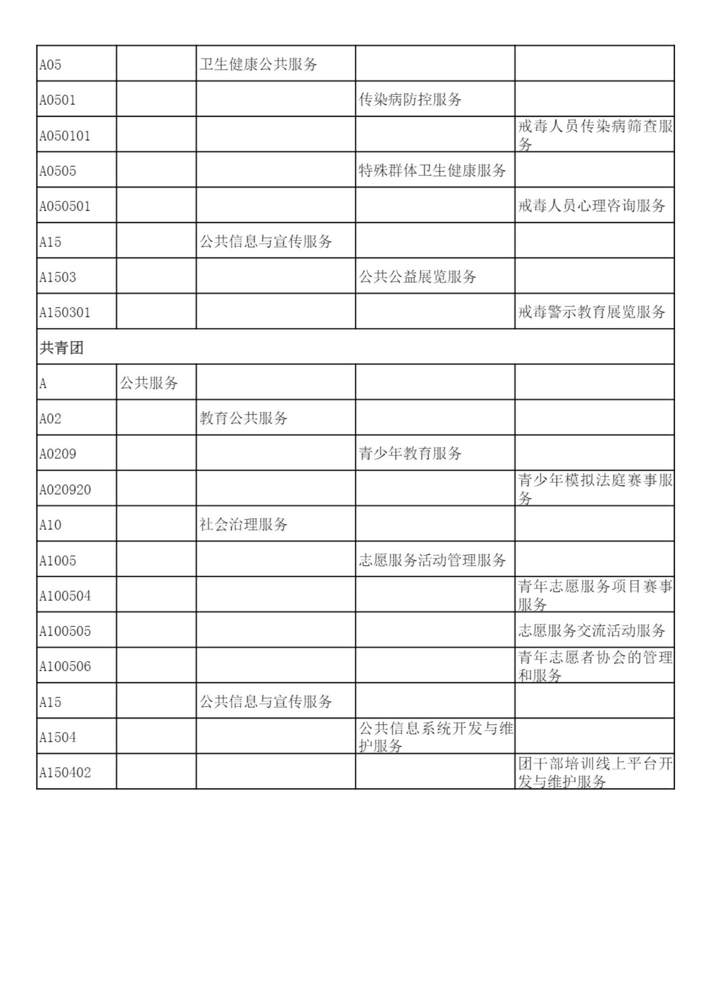 A05 卫生健康公共服务
A0501 传染病防控服务
A050101 戒毒人员传染病筛查服
务
A0505 特殊群体卫生健康服务
A050501 戒毒人员心理咨询服务
A15 公共信息与宣传服务
A1503 公共公益展览服务
A150301 戒毒警示教育展览服务
共青团
A 公共服务
A02 教育公共服务
A0209 青少年教育服务
A020920 青少年模拟法庭赛事服
务
A10 社会治理服务
A1005 志愿服务活动管理服务
A100504 青年志愿服务项目赛事
服务
A100505 志愿服务交流活动服务
A100506 青年志愿者协会的管理
和服务
A15 公共信息与宣传服务
A1504 公共信息系统开发与维
护服务
A150402 团干部培训线上平台开
发与维护服务